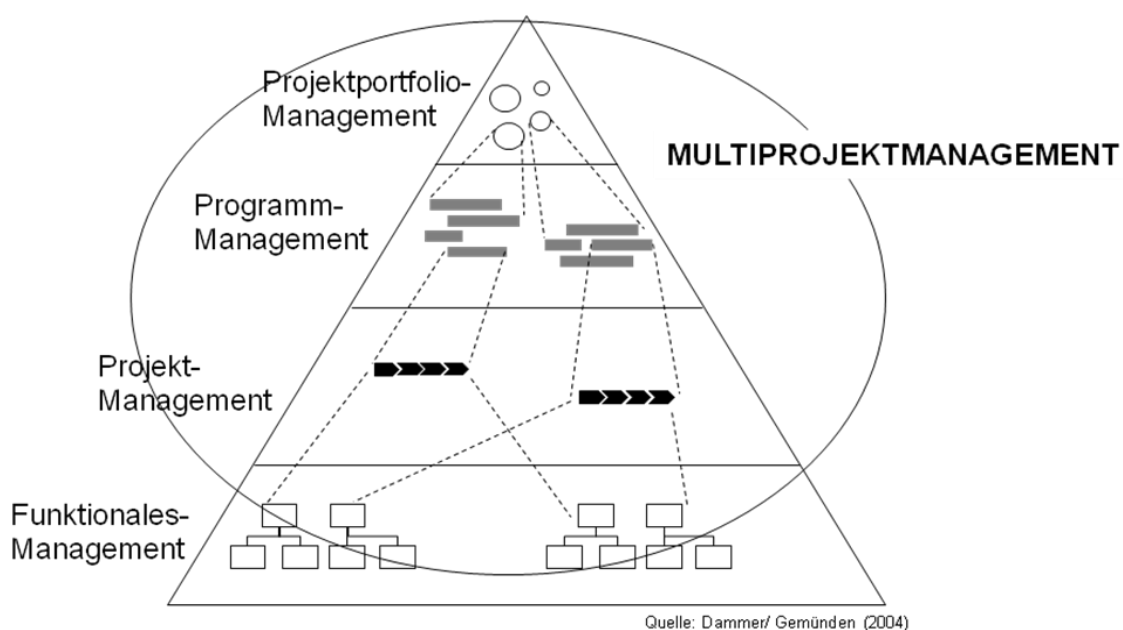 Projektportfolio-
Management
MULTIPROJEKTMANAGEMENT
Programm-
Management
Projekt-
Management
Funktionales-
Management
Quelle: Dammer/ Gemünden (2004)